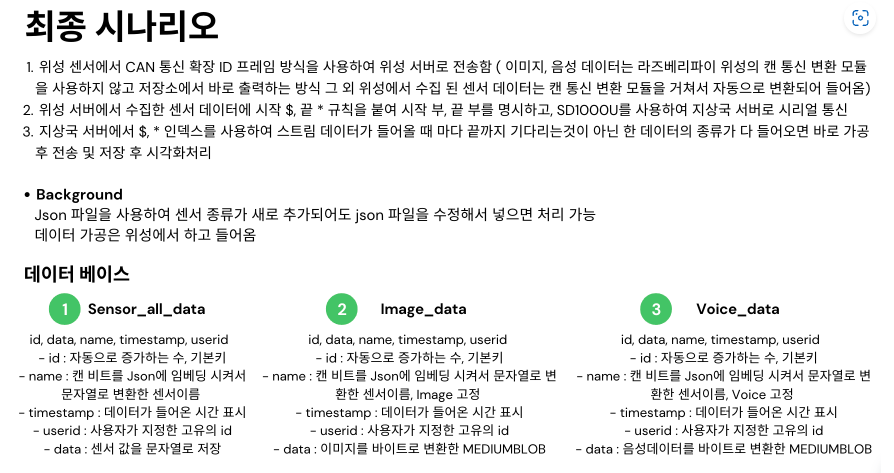 최종 시나리오
1. 위성 센서에서 CAN 통신 확장 ID 프레임 방식을 사용하여 위성 서버로 전송함 ( 이미지, 음성 데이터는 라즈베리파이 위성의 캔 통신 변환 모듈
을 사용하지 않고 저장소에서 바로 출력하는 방식 그 외 위성에서 수집 된 센서 데이터는 캔 통신 변환 모듈을 거쳐서 자동으로 변환되어 들어옴)
2. 위성 서버에서 수집한 센서 데이터에 시작 $, 끝 * 규칙을 붙여 시작 부, 끝 부를 명시하고, SD1000U를 사용하여 지상국 서버로 시리얼 통신
3. 지상국 서버에서 $, * 인덱스를 사용하여 스트림 데이터가 들어올 때 마다 끝까지 기다리는것이 아닌 한 데이터의 종류가 다 들어오면 바로 가공
후 전송 및 저장 후 시각화처리
• Background
Json 파일을 사용하여 센서 종류가 새로 추가되어도 json 파일을 수정해서 넣으면 처리 가능
데이터 가공은 위성에서 하고 들어옴
데이터 베이스
1 Sensor_all_data
id, data, name, timestamp, userid
- id : 자동으로 증가하는 수, 기본키
- name : 캔 비트를 Json에 임베딩 시켜서
문자열로 변환한 센서이름
- timestamp : 데이터가 들어온 시간 표시
- userid : 사용자가 지정한 고유의 id
- data : 센서 값을 문자열로 저장
2 Image_data
id, data, name, timestamp, userid
- id : 자동으로 증가하는 수, 기본키
- name : 캔 비트를 Json에 임베딩 시켜서 문자열로 변
환한 센서이름, Image 고정
- timestamp : 데이터가 들어온 시간 표시
- userid : 사용자가 지정한 고유의 id
- data : 이미지를 바이트로 변환한 MEDIUMBLOB
3 Voice_data
id, data, name, timestamp, userid
- id : 자동으로 증가하는 수, 기본키
- name : 캔 비트를 Json에 임베딩 시켜서 문자열로 변
환한 센서이름, Voice 고정
- timestamp : 데이터가 들어온 시간 표시
- userid : 사용자가 지정한 고유의 id
- data : 음성데이터를 바이트로 변환한 MEDIUMBLOB